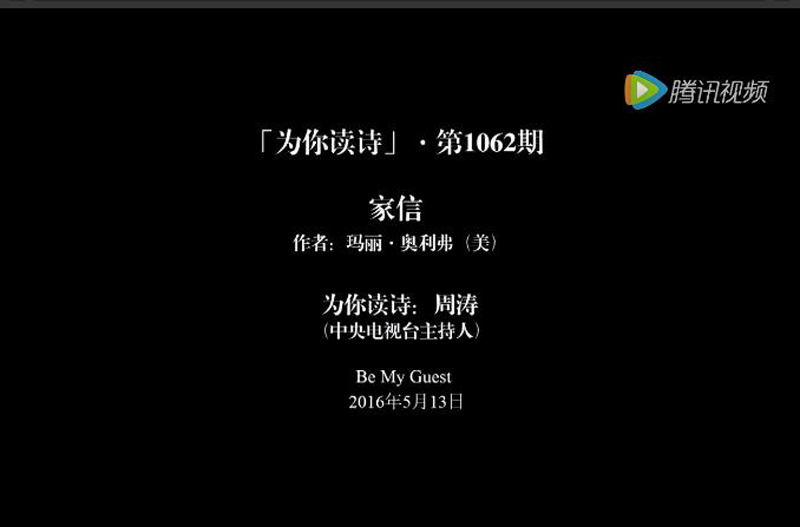 腾讯视频
「为你读诗」·第1062期
家信
作者：玛丽·奥利弗（美）
为你读诗：周涛
（中央电视台主持人）
Be My Guest
2016年5月13日